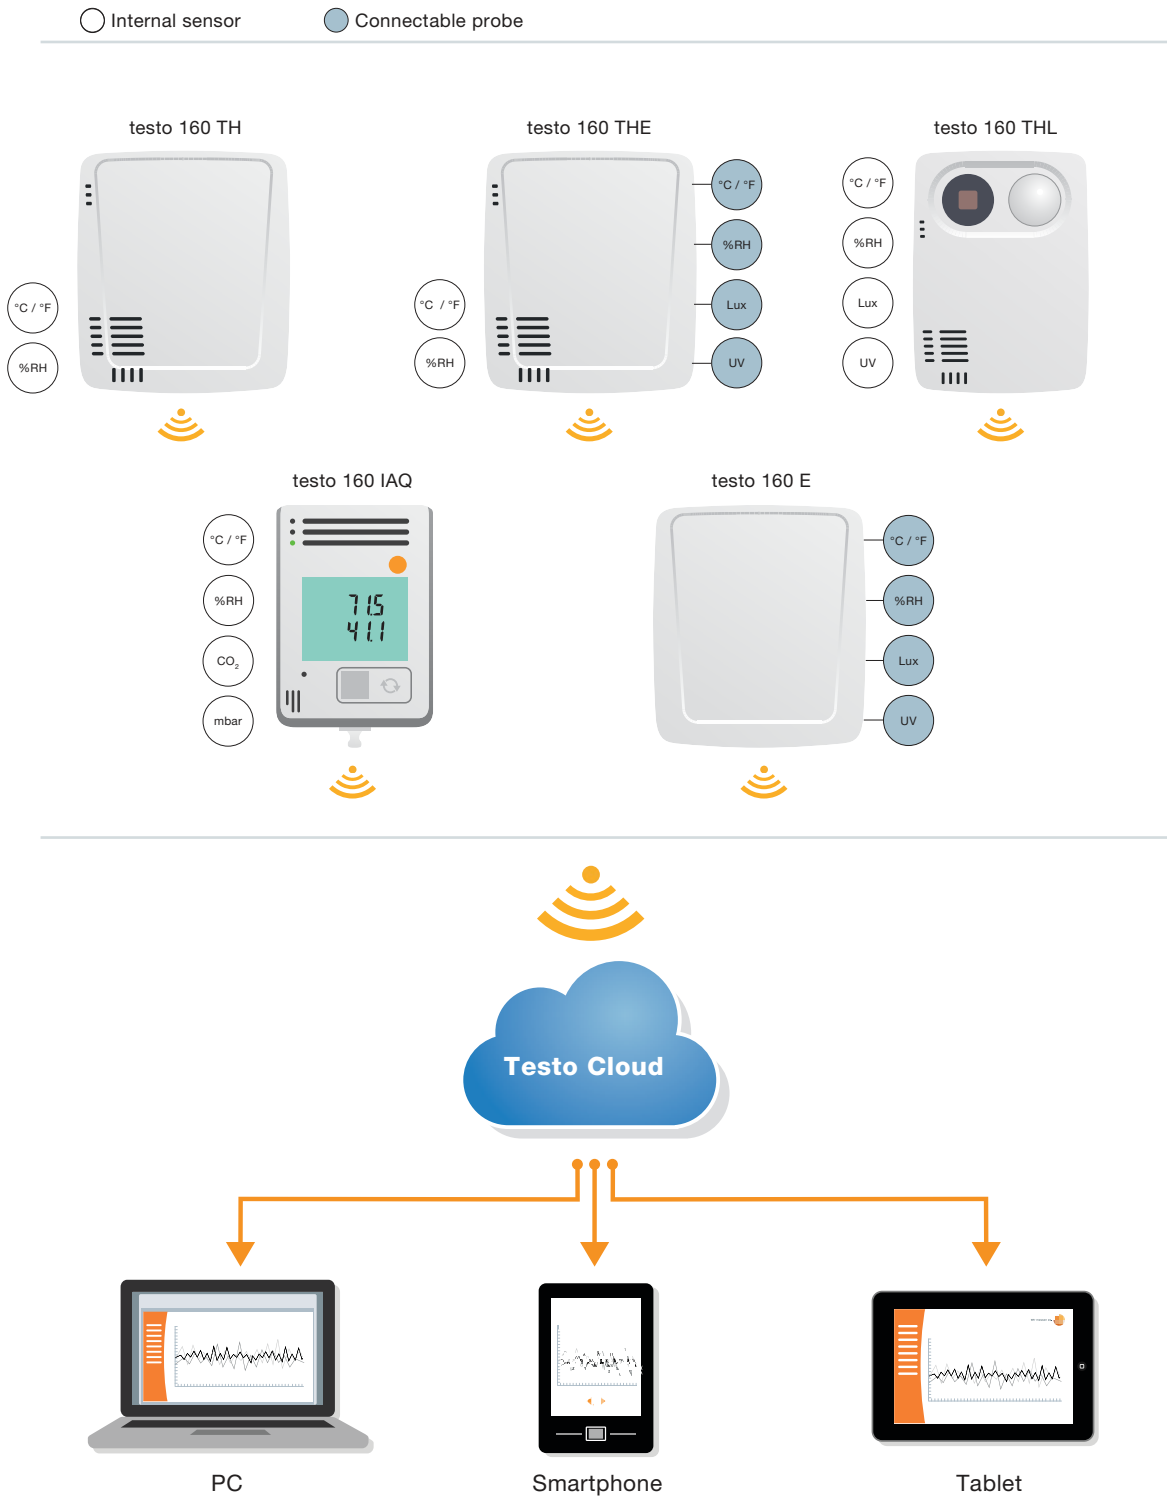 Internal sensor
Connectable probe
testo 160 TH
testo 160 THE
testo 160 THL
°C / °F
%RH
°C / °F
%RH
°C / °F
%RH
Lux
UV
°C / °F
%RH
Lux
UV
testo 160 IAQ
testo 160 E
°C / °F
%RH
CO₂
mbar
71.5
41.1
°C / °F
%RH
Lux
UV
Testo Cloud
PC
Smartphone
Tablet